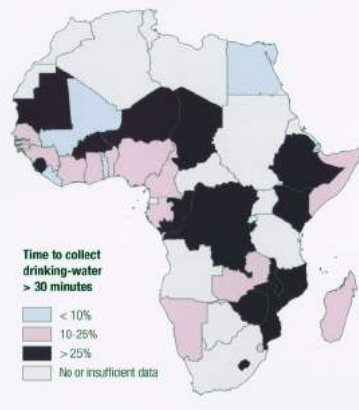 Time to collect
drinking-water
> 30 minutes
< 10%
10-25%
> 25%
No or insufficient data